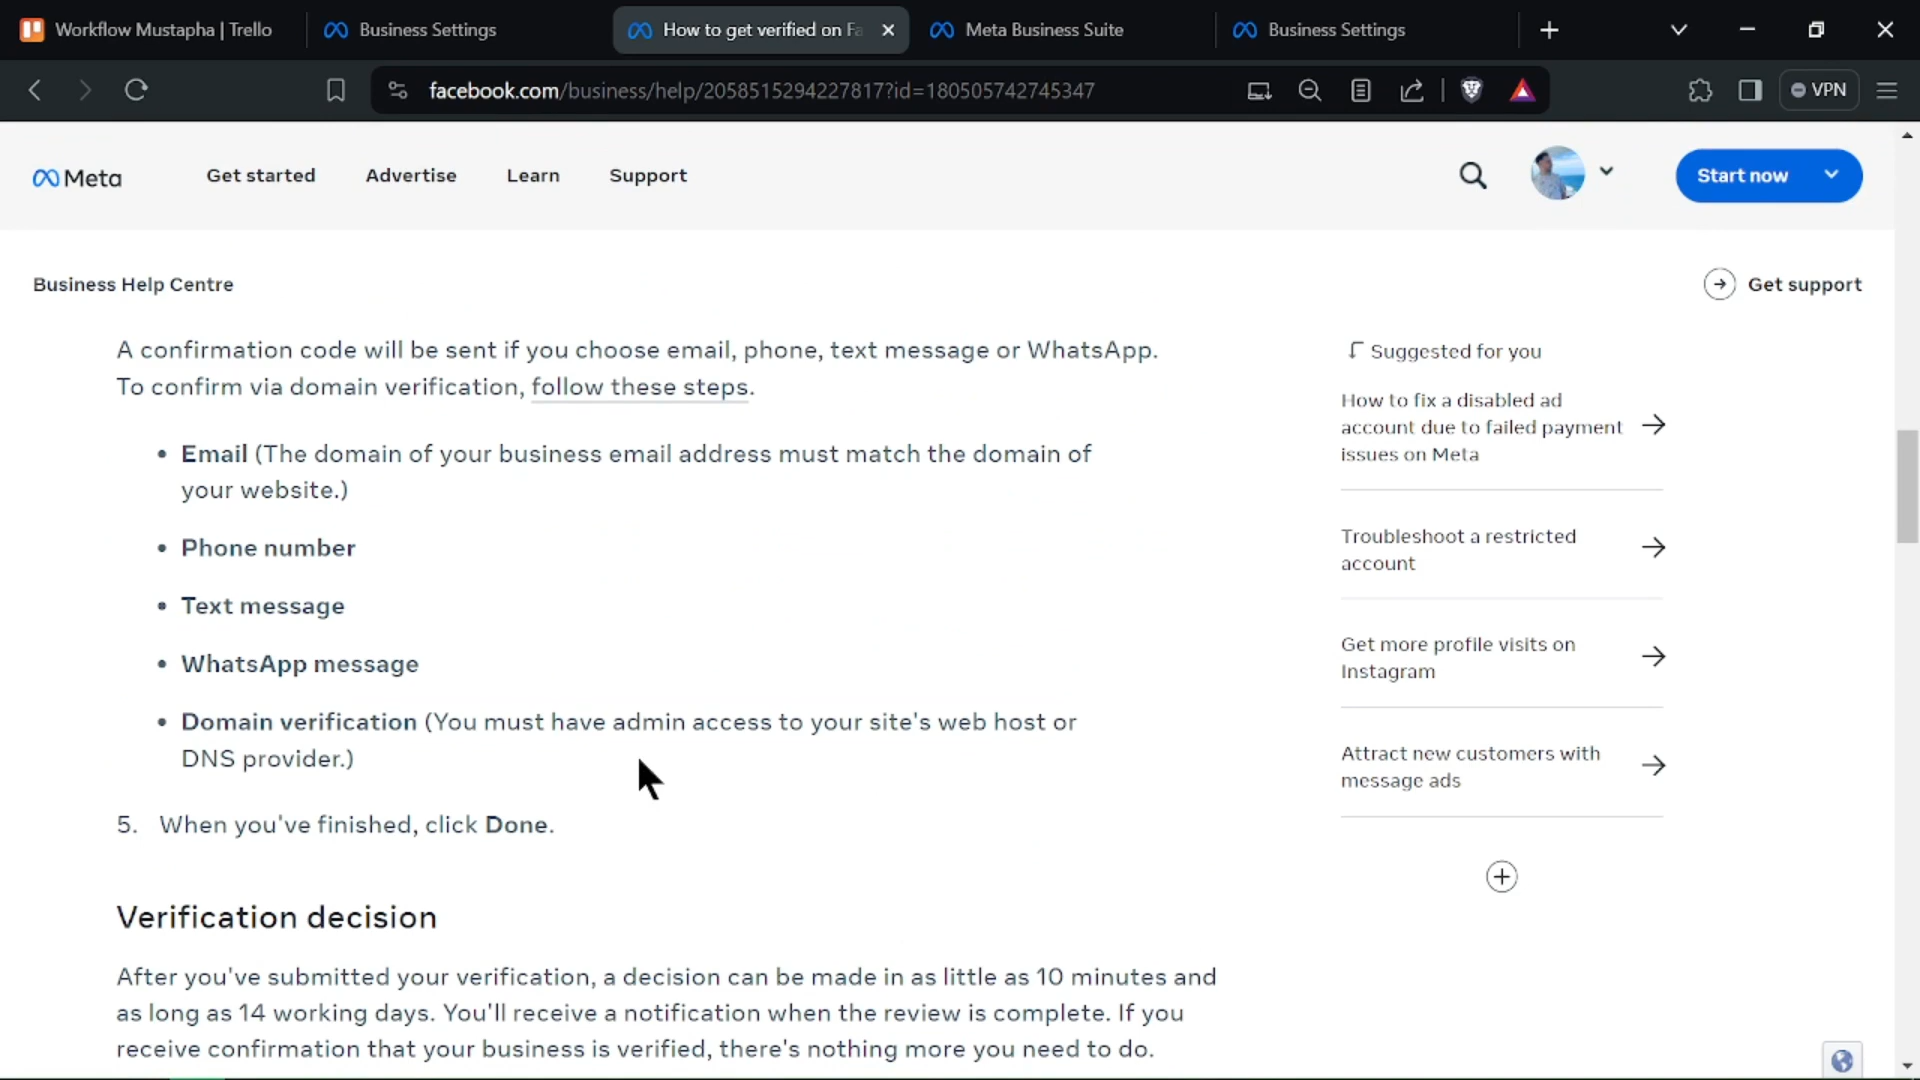 Workflow Mustapha | Trello
Business Settings
How to get verified on Fa
Meta Business Suite
Business Settings
facebook.com/business/help/2058515294227817?id=180505742745347
VPN
Meta
Get started
Advertise
Learn
Support
Start now
Business Help Centre
Get support
A confirmation code will be sent if you choose email, phone, text message or WhatsApp.
To confirm via domain verification, follow these steps.
• Email (The domain of your business email address must match the domain of
your website.)
• Phone number
• Text message
• WhatsApp message
• Domain verification (You must have admin access to your site's web host or
DNS provider.)
5. When you've finished, click Done.
Verification decision
After you've submitted your verification, a decision can be made in as little as 10 minutes and
as long as 14 working days. You'll receive a notification when the review is complete. If you
receive confirmation that your business is verified, there's nothing more you need to do.
Suggested for you
How to fix a disabled ad
account due to failed payment
issues on Meta
Troubleshoot a restricted
account
Get more profile visits on
Instagram
Attract new customers with
message ads